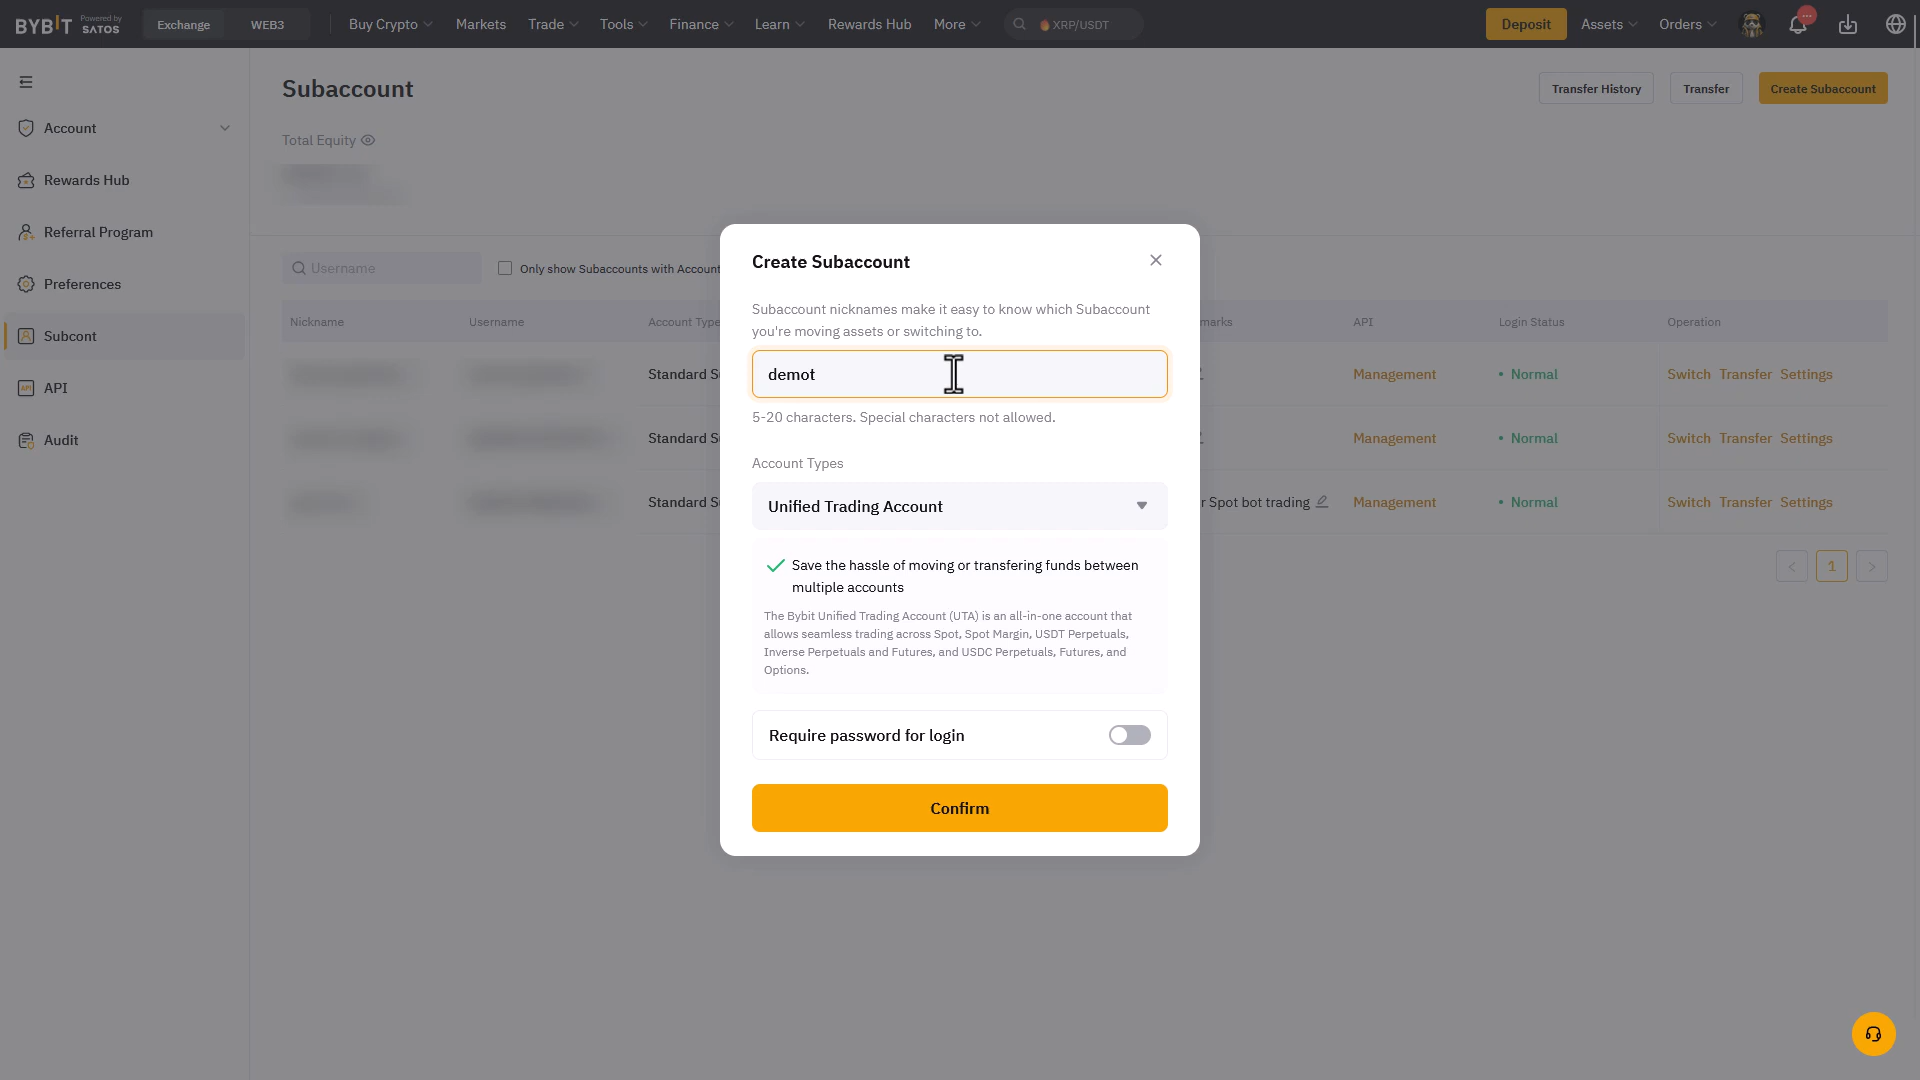 BYBIT Powered by SATOS Exchange WEB3 Buy Crypto Markets Trade Tools Finance Learn Rewards Hub More XRP/USDT Deposit Assets Orders
Subaccount Transfer History Transfer Create Subaccount
Account
Total Equity
Rewards Hub
Referral Program
Preferences
Subcont
API
Audit
Username Only show Subaccounts with Account
Nickname Username Account Type marks API Login Status Operation
Standard S Management • Normal Switch Transfer Settings
Standard S Management • Normal Switch Transfer Settings
Standard S r Spot bot trading Management • Normal Switch Transfer Settings
< 1 >
Create Subaccount
Subaccount nicknames make it easy to know which Subaccount
you're moving assets or switching to.
demot
5-20 characters. Special characters not allowed.
Account Types
Unified Trading Account
Save the hassle of moving or transfering funds between
multiple accounts
The Bybit Unified Trading Account (UTA) is an all-in-one account that
allows seamless trading across Spot, Spot Margin, USDT Perpetuals,
Inverse Perpetuals and Futures, and USDC Perpetuals, Futures, and
Options.
Require password for login
Confirm